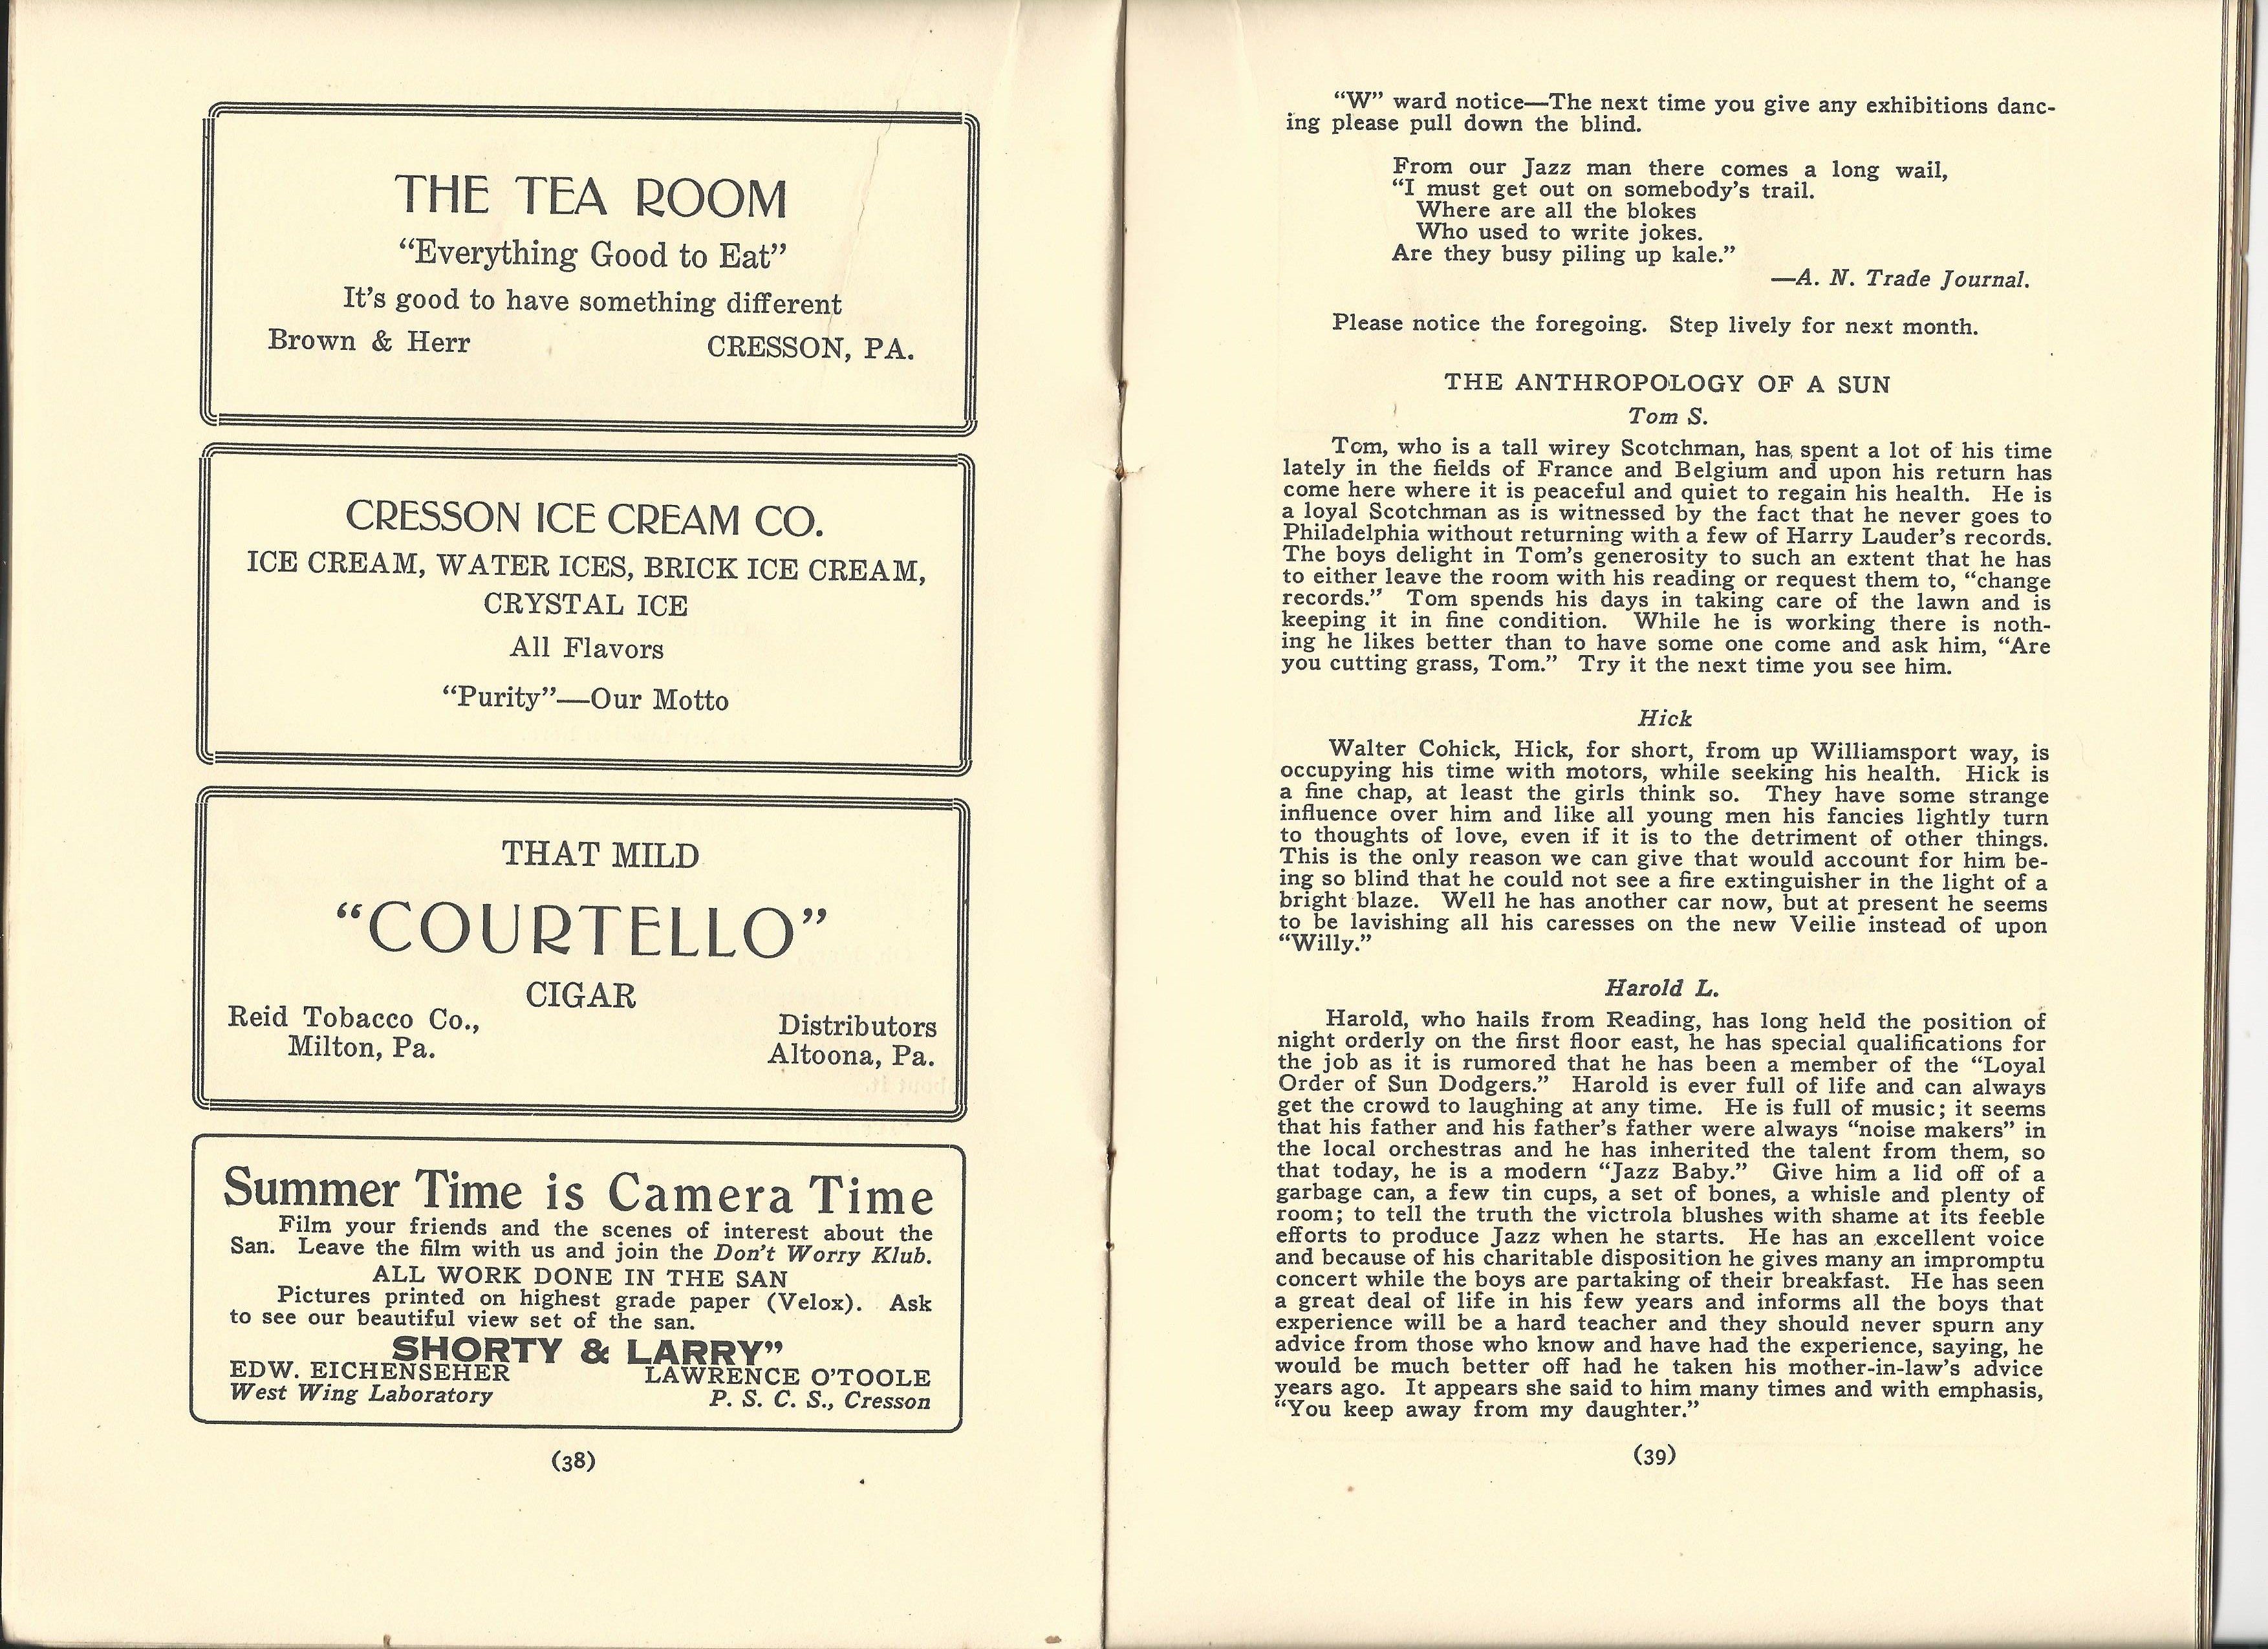 THE TEA ROOM
“Everything Good to Eat”
It’s good to have something different
Brown & Herr CRESSON, PA.
CRESSON ICE CREAM CO.
ICE CREAM, WATER ICES, BRICK ICE CREAM,
CRYSTAL ICE
All Flavors
“Purity”—Our Motto
THAT MILD
“COURTELLO”
CIGAR
Reid Tobacco Co., Distributors
Milton, Pa. Altoona, Pa.
Summer Time is Camera Time
Film your friends and the scenes of interest about the
San. Leave the film with us and join the Don’t Worry Klub.
ALL WORK DONE IN THE SAN
Pictures printed on highest grade paper (Velox). Ask
to see our beautiful view set of the san.
SHORTY & LARRY”
EDW. EICHENSEHER LAWRENCE O’TOOLE
West Wing Laboratory P. S. C. S., Cresson
(38)
“W” ward notice—The next time you give any exhibitions danc-
ing please pull down the blind.
From our Jazz man there comes a long wail,
“I must get out on somebody’s trail.
Where are all the blokes
Who used to write jokes.
Are they busy piling up kale.”
—A. N. Trade Journal.
Please notice the foregoing. Step lively for next month.
THE ANTHROPOLOGY OF A SUN
Tom S.
Tom, who is a tall wirey Scotchman, has spent a lot of his time
lately in the fields of France and Belgium and upon his return has
come here where it is peaceful and quiet to regain his health. He is
a loyal Scotchman as is witnessed by the fact that he never goes to
Philadelphia without returning with a few of Harry Lauder’s records.
The boys delight in Tom’s generosity to such an extent that he has
to either leave the room with his reading or request them to, “change
records.” Tom spends his days in taking care of the lawn and is
keeping it in fine condition. While he is working there is noth-
ing he likes better than to have some one come and ask him, “Are
you cutting grass, Tom.” Try it the next time you see him.
Hick
Walter Cohick, Hick, for short, from up Williamsport way, is
occupying his time with motors, while seeking his health. Hick is
a fine chap, at least the girls think so. They have some strange
influence over him and like all young men his fancies lightly turn
to thoughts of love, even if it is to the detriment of other things.
This is the only reason we can give that would account for him be-
ing so blind that he could not see a fire extinguisher in the light of a
bright blaze. Well he has another car now, but at present he seems
to be lavishing all his caresses on the new Veilie instead of upon
“Willy.”
Harold L.
Harold, who hails from Reading, has long held the position of
night orderly on the first floor east, he has special qualifications for
the job as it is rumored that he has been a member of the “Loyal
Order of Sun Dodgers.” Harold is ever full of life and can always
get the crowd to laughing at any time. He is full of music; it seems
that his father and his father’s father were always “noise makers” in
the local orchestras and he has inherited the talent from them, so
that today, he is a modern “Jazz Baby.” Give him a lid off of a
garbage can, a few tin cups, a set of bones, a whisle and plenty of
room; to tell the truth the victrola blushes with shame at its feeble
efforts to produce Jazz when he starts. He has an excellent voice
and because of his charitable disposition he gives many an impromptu
concert while the boys are partaking of their breakfast. He has seen
a great deal of life in his few years and informs all the boys that
experience will be a hard teacher and they should never spurn any
advice from those who know and have had the experience, saying, he
would be much better off had he taken his mother-in-law’s advice
years ago. It appears she said to him many times and with emphasis,
“You keep away from my daughter.”
(39)